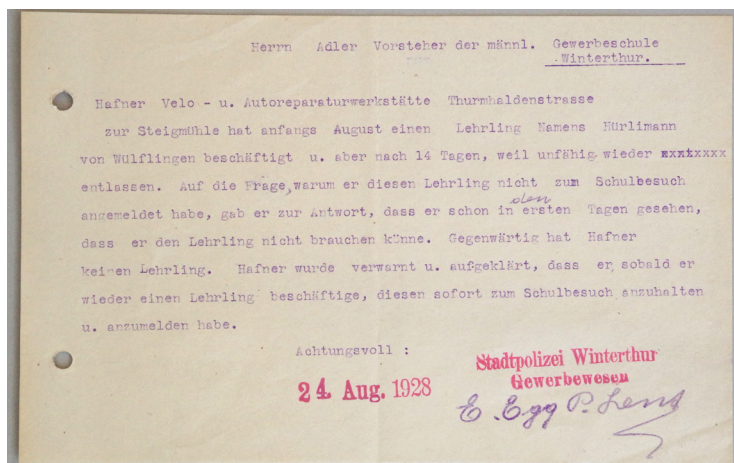 Herrn Adler Vorsteher der männl. Gewerbeschule
Winterthur.
Hafner Velo - u. Autoreparaturwerkstätte Thurmhaldenstrasse
zur Steigmühle hat anfangs August einen Lehrling Namens Hürlimann
von Wülflingen beschäftigt u. aber nach 14 Tagen, weil unfähig wieder
entlassen. Auf die Frage, warum er diesen Lehrling nicht zum Schulbesuch
angemeldet habe, gab er zur Antwort, dass er schon in den ersten Tagen gesehen,
dass er den Lehrling nicht brauchen künne. Gegenwärtig hat Hafner
keinen Lehrling. Hafner wurde verwarnt u. aufgeklärt, dass er, sobald er
wieder einen Lehrling beschäftige, diesen sofort zum Schulbesuch anzuhalten
u. anzumelden habe.
Achtungsvoll :
24. Aug. 1928
Stadtpolizei Winterthur
Gewerbewesen
E. Egg P.